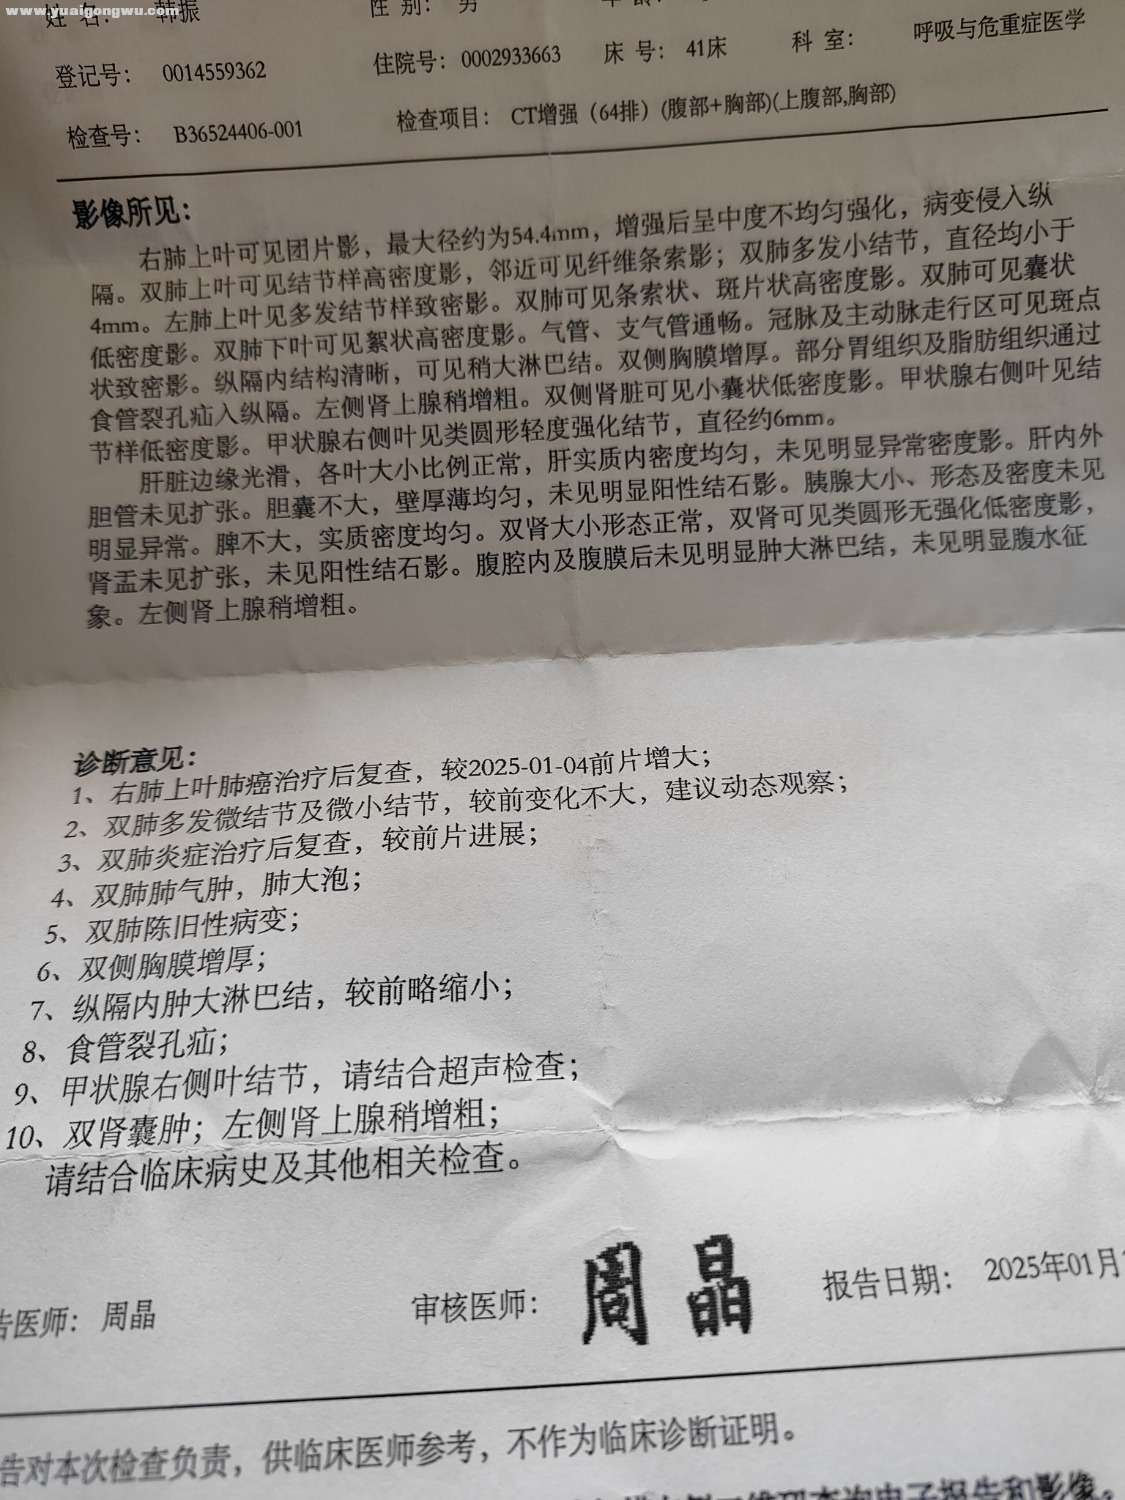 www.yuaigongwu.com
姓 名： 韩振
性 别： 男
登记号： 0014559362
住院号：0002933663
床 号：41床
科 室： 呼吸与危重症医学
检查号： B36524406-001
检查项目： CT增强（64排）(腹部+胸部)(上腹部,胸部)
影像所见：
右肺上叶可见团片影，最大径约为54.4mm，增强后呈中度不均匀强化，病变侵入纵
隔。双肺上叶可见结节样高密度影，邻近可见纤维条索影；双肺多发小结节，直径均小于
4mm。左肺上叶见多发结节样致密影。双肺可见条索状、斑片状高密度影。双肺可见囊状
低密度影。双肺下叶可见絮状高密度影。气管、支气管通畅。冠脉及主动脉走行区可见斑点
状致密影。纵隔内结构清晰，可见稍大淋巴结。双侧胸膜增厚。部分胃组织及脂肪组织通过
食管裂孔疝入纵隔。左侧肾上腺稍增粗。双侧肾脏可见小囊状低密度影。甲状腺右侧叶见结
节样低密度影。甲状腺右侧叶见类圆形轻度强化结节，直径约6mm。
肝脏边缘光滑，各叶大小比例正常，肝实质内密度均匀，未见明显异常密度影。肝内外
胆管未见扩张。胆囊不大，壁厚薄均匀，未见明显阳性结石影。胰腺大小、形态及密度未见
明显异常。脾不大，实质密度均匀。双肾大小形态正常，双肾可见类圆形无强化低密度影，
肾盂未见扩张，未见阳性结石影。腹腔内及腹膜后未见明显肿大淋巴结，未见明显腹水征
象。左侧肾上腺稍增粗。
诊断意见：
1、右肺上叶肺癌治疗后复查，较2025-01-04前片增大；
2、双肺多发微结节及微小结节，较前变化不大，建议动态观察；
3、双肺炎症治疗后复查，较前片进展；
4、双肺肺气肿，肺大泡；
5、双肺陈旧性病变；
6、双侧胸膜增厚；
7、纵隔内肿大淋巴结，较前略缩小；
8、食管裂孔疝；
9、甲状腺右侧叶结节，请结合超声检查；
10、双肾囊肿；左侧肾上腺稍增粗；
请结合临床病史及其他相关检查。
告医师： 周晶
审核医师： 周晶
报告日期： 2025年01月
告对本次检查负责，供临床医师参考，不作为临床诊断证明。